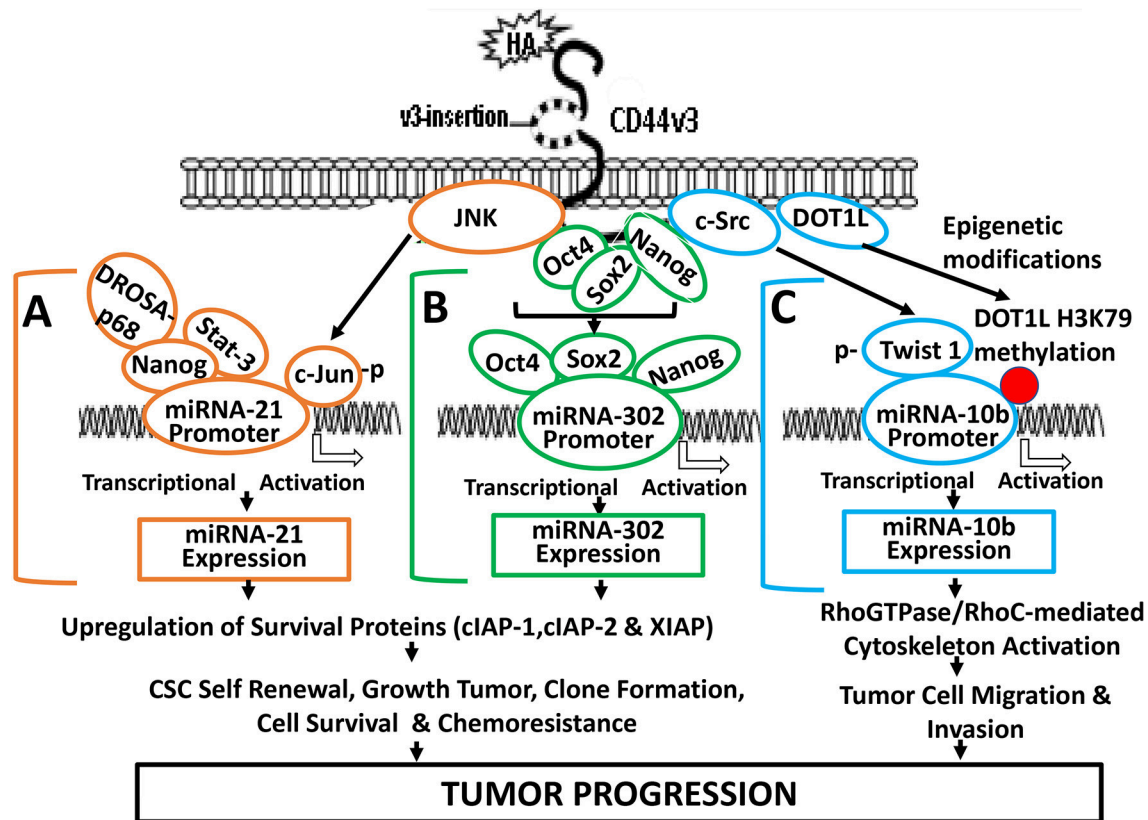 HA
v3-insertion
CD44v3
JNK
Oct4
Sox2
Nanog
c-Src
DOT1L
Epigenetic
modifications
A
DROSA-
p68
Stat-3
Nanog
c-Jun
-p
miRNA-21
Promoter
Transcriptional Activation
miRNA-21
Expression
B
Oct4
Sox2
Nanog
miRNA-302
Promoter
Transcriptional Activation
miRNA-302
Expression
C
DOT1L H3K79
methylation
p-
Twist 1
miRNA-10b
Promoter
Transcriptional Activation
miRNA-10b
Expression
Upregulation of Survival Proteins (cIAP-1,cIAP-2 & XIAP)
CSC Self Renewal, Growth Tumor, Clone Formation,
Cell Survival & Chemoresistance
RhoGTPase/RhoC-mediated
Cytoskeleton Activation
Tumor Cell Migration &
Invasion
TUMOR PROGRESSION